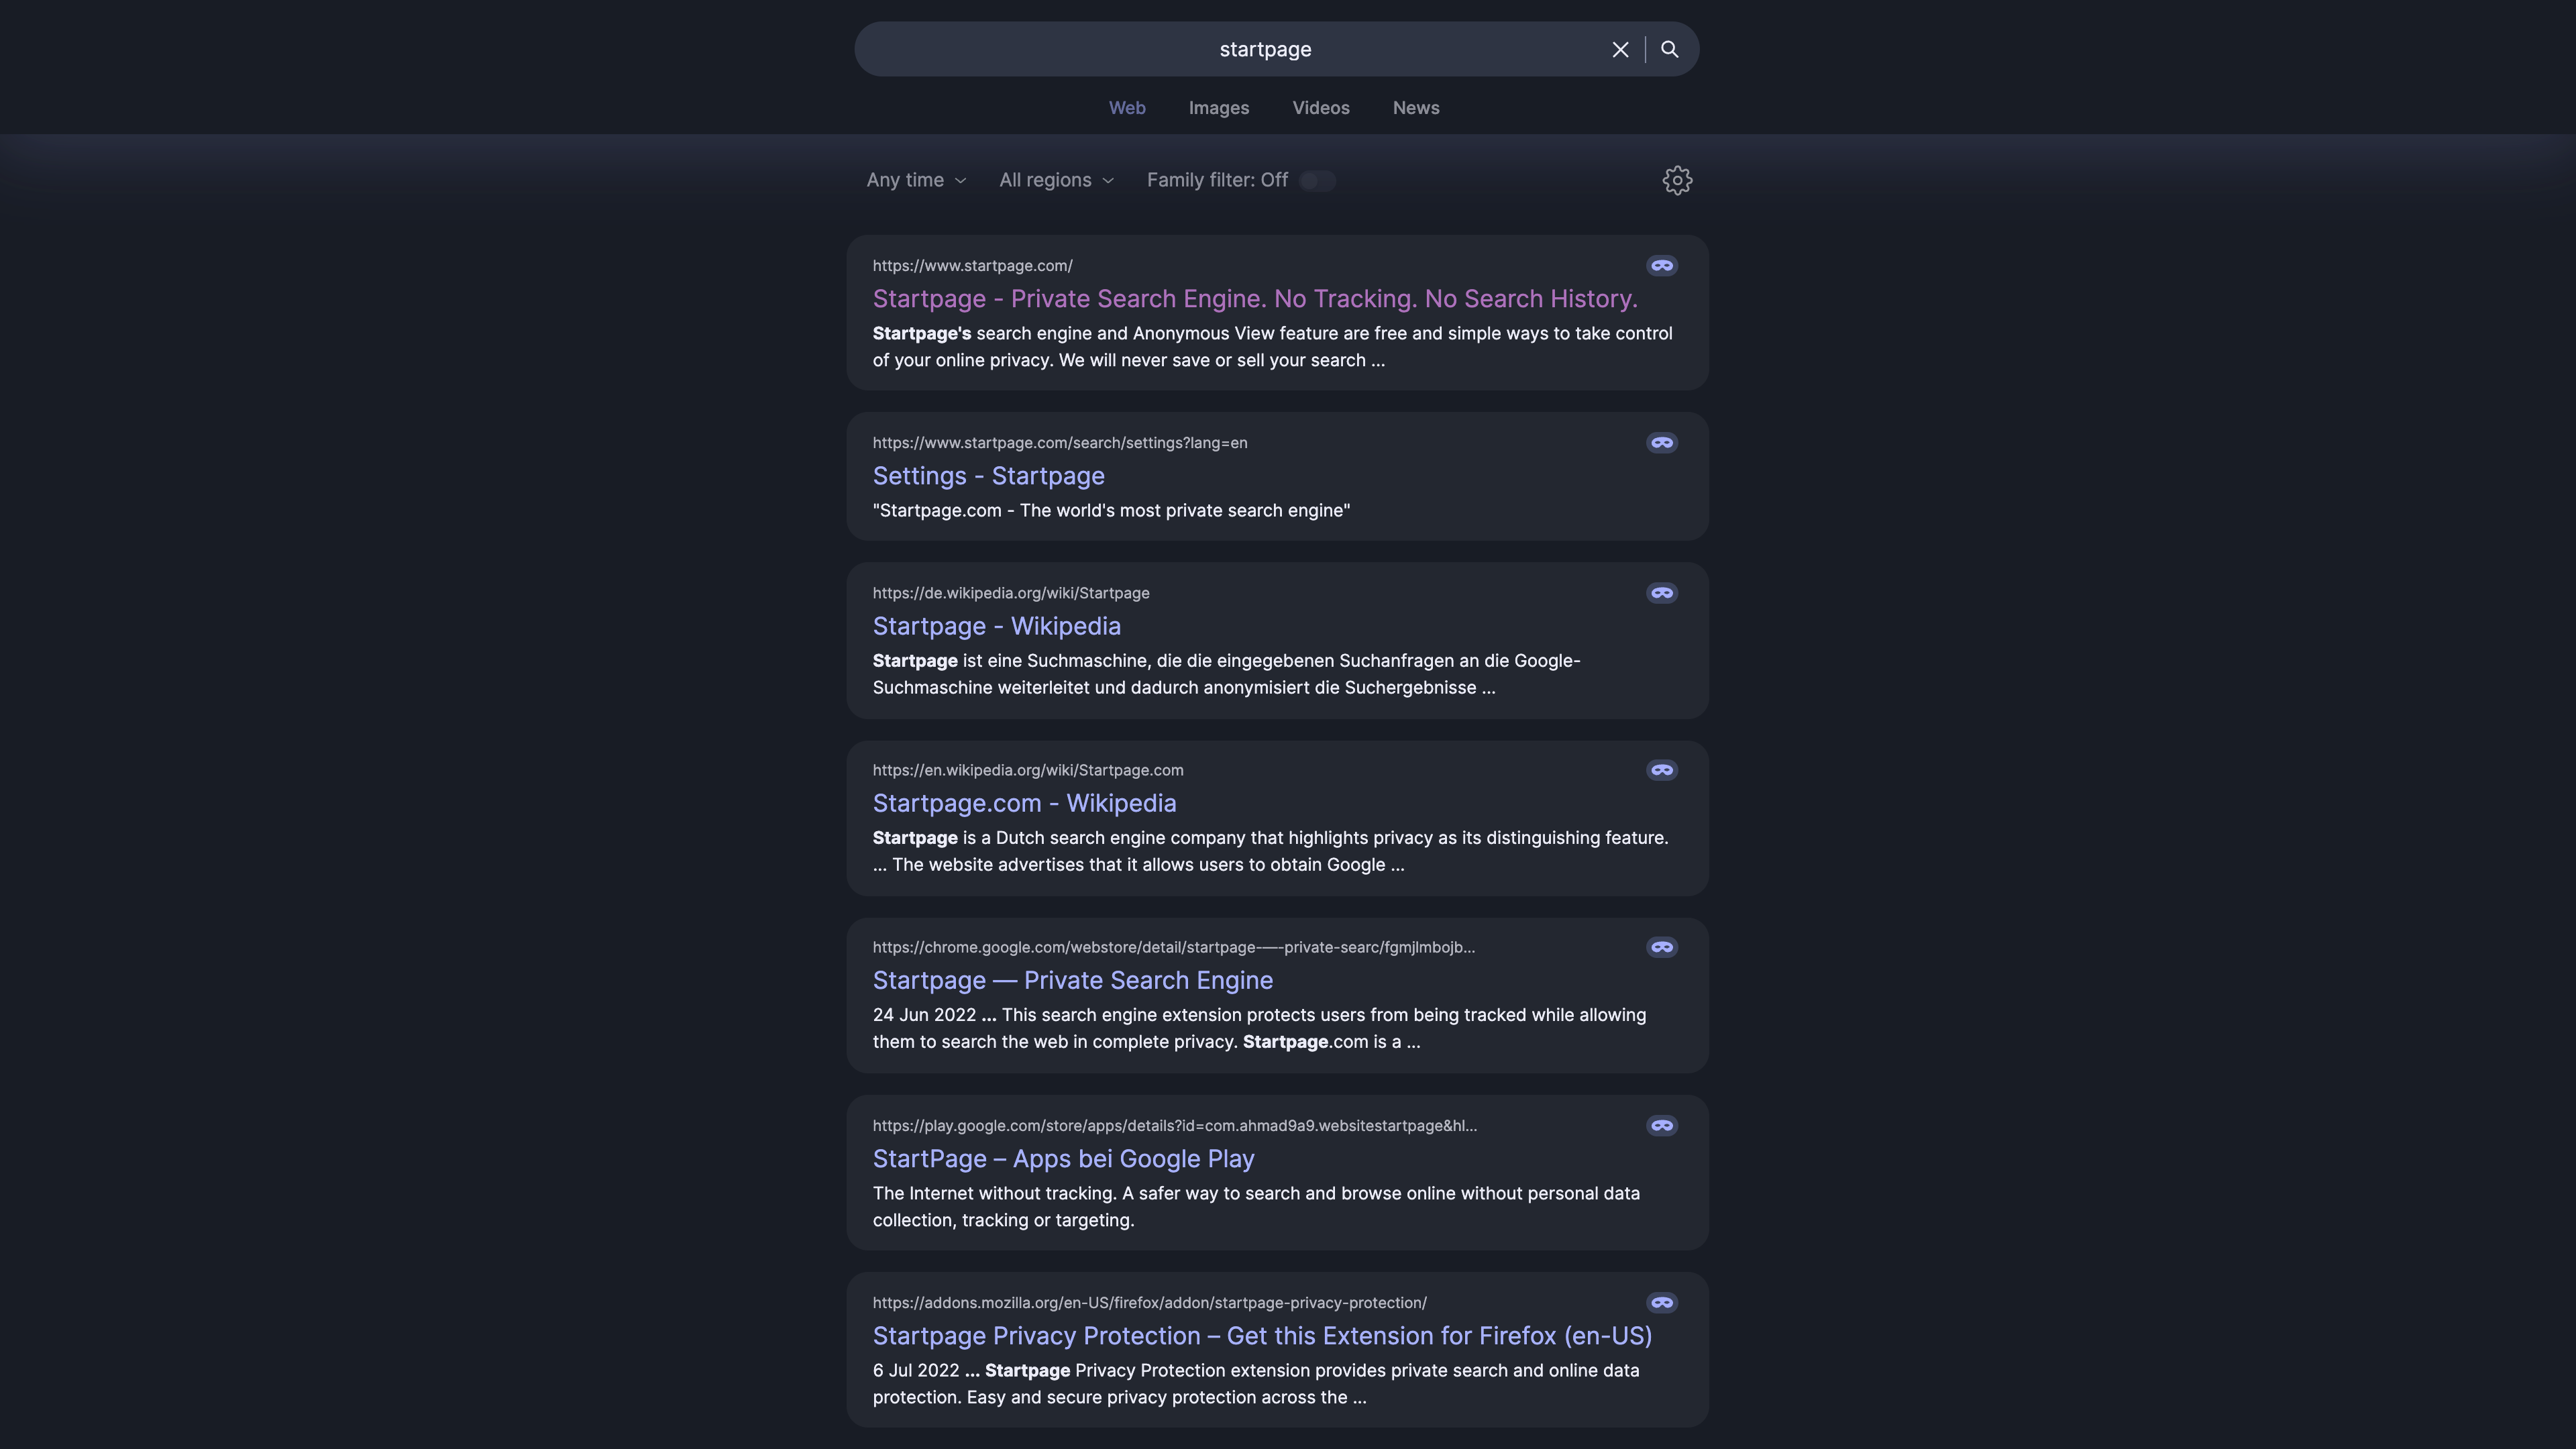 startpage
Web Images Videos News
Any time All regions Family filter: Off
https://www.startpage.com/
Startpage - Private Search Engine. No Tracking. No Search History.
Startpage's search engine and Anonymous View feature are free and simple ways to take control
of your online privacy. We will never save or sell your search ...
https://www.startpage.com/search/settings?lang=en
Settings - Startpage
"Startpage.com - The world's most private search engine"
https://de.wikipedia.org/wiki/Startpage
Startpage - Wikipedia
Startpage ist eine Suchmaschine, die die eingegebenen Suchanfragen an die Google-
Suchmaschine weiterleitet und dadurch anonymisiert die Suchergebnisse ...
https://en.wikipedia.org/wiki/Startpage.com
Startpage.com - Wikipedia
Startpage is a Dutch search engine company that highlights privacy as its distinguishing feature.
... The website advertises that it allows users to obtain Google ...
https://chrome.google.com/webstore/detail/startpage-—-private-searc/fgmjlmbojb...
Startpage — Private Search Engine
24 Jun 2022 ... This search engine extension protects users from being tracked while allowing
them to search the web in complete privacy. Startpage.com is a ...
https://play.google.com/store/apps/details?id=com.ahmad9a9.websitestartpage&hl...
StartPage – Apps bei Google Play
The Internet without tracking. A safer way to search and browse online without personal data
collection, tracking or targeting.
https://addons.mozilla.org/en-US/firefox/addon/startpage-privacy-protection/
Startpage Privacy Protection – Get this Extension for Firefox (en-US)
6 Jul 2022 ... Startpage Privacy Protection extension provides private search and online data
protection. Easy and secure privacy protection across the ...